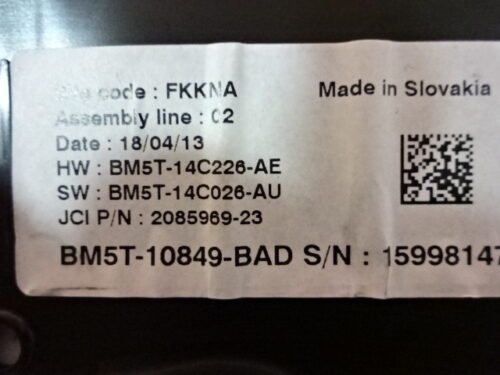 code : FKKNA
Made in Slovakia
Assembly line : 02
Date : 18/04/13
HW : BM5T-14C226-AE
SW : BM5T-14C026-AU
JCI P/N : 2085969-23
BM5T-10849-BAD S/N : 15998147